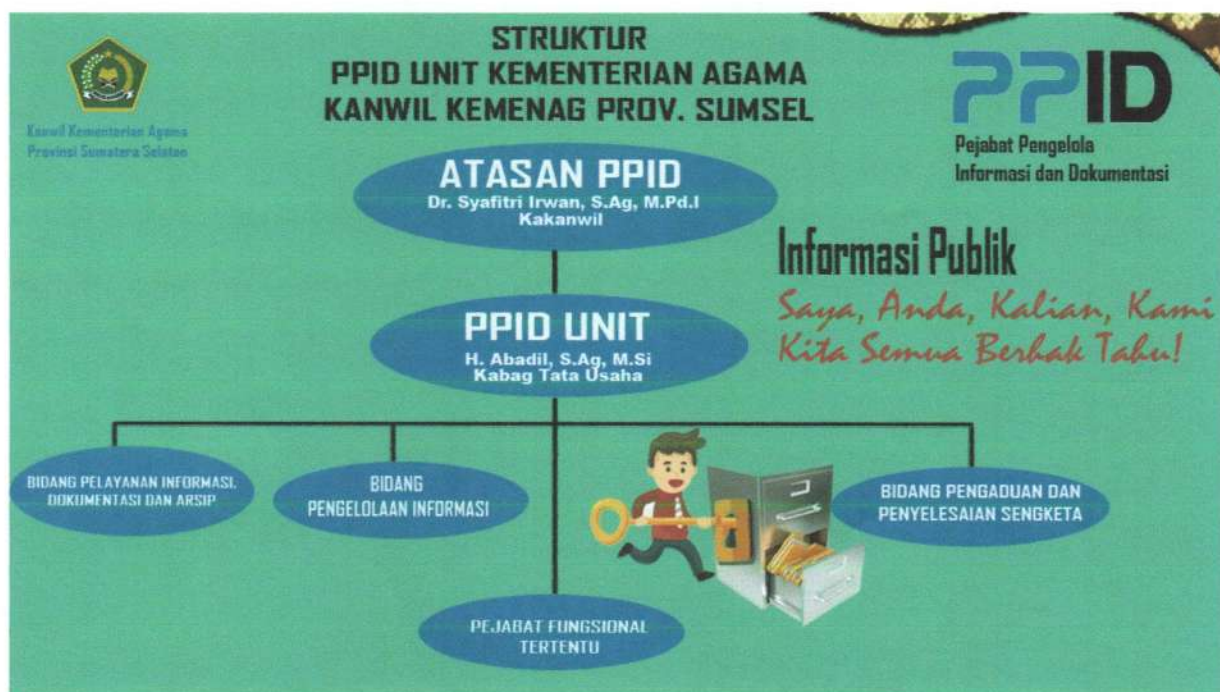 STRUKTUR
PPID UNIT KEMENTERIAN AGAMA
KANWIL KEMENAG PROV. SUMSEL
Kanwil Kementerian Agama
Provinsi Sumatera Selatan
PPID
Pejabat Pengelola
Informasi dan Dokumentasi
ATASAN PPID
Dr. Syafitri Irwan, S.Ag, M.Pd.I
Kakanwil
Informasi Publik
Saya, Anda, Kalian, Kami
Kita Semua Berhak Tahu!
PPID UNIT
H. Abadil, S.Ag, M.Si
Kabag Tata Usaha
BIDANG PELAYANAN INFORMASI,
DOKUMENTASI DAN ARSIP
BIDANG
PENGELOLAAN INFORMASI
BIDANG PENGADUAN DAN
PENYELESAIAN SENGKETA
PEJABAT FUNGSIONAL
TERTENTU